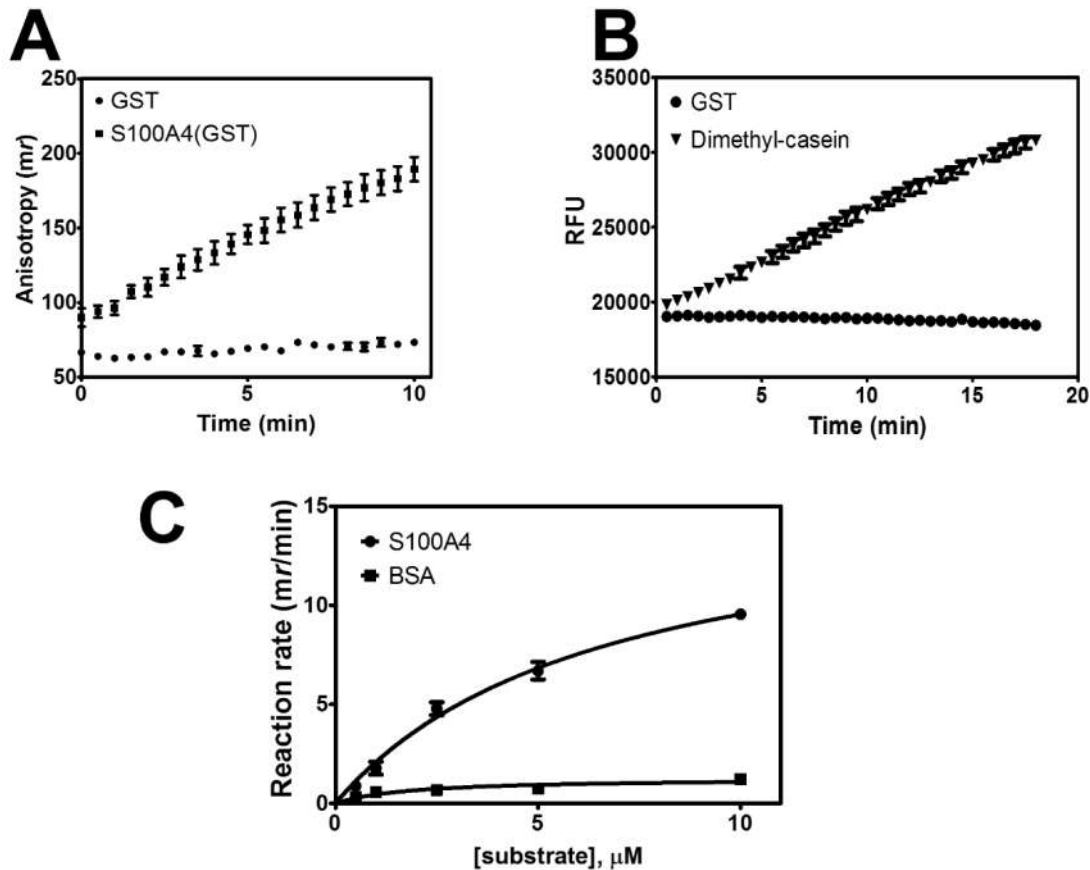 A
Anisotropy (mr)
250
200
150
100
50
GST
S100A4(GST)
0
5
10
Time (min)
B
RFU
35000
30000
25000
20000
15000
GST
Dimethyl-casein
5
10
15
20
Time (min)
C
Reaction rate (mr/min)
15
10
5
0
S100A4
BSA
0
5
10
[substrate], μM